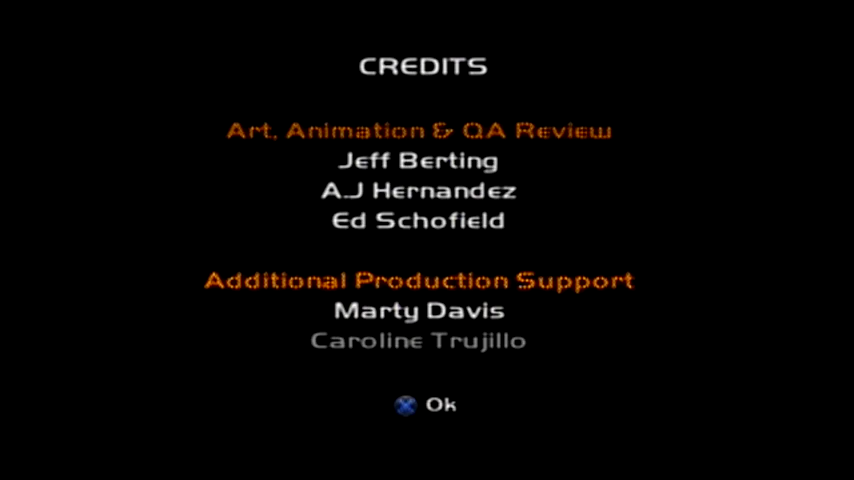 CREDITS
Art, Animation & QA Review
Jeff Berting
A.J Hernandez
Ed Schofield
Additional Production Support
Marty Davis
Caroline Trujillo
Ok